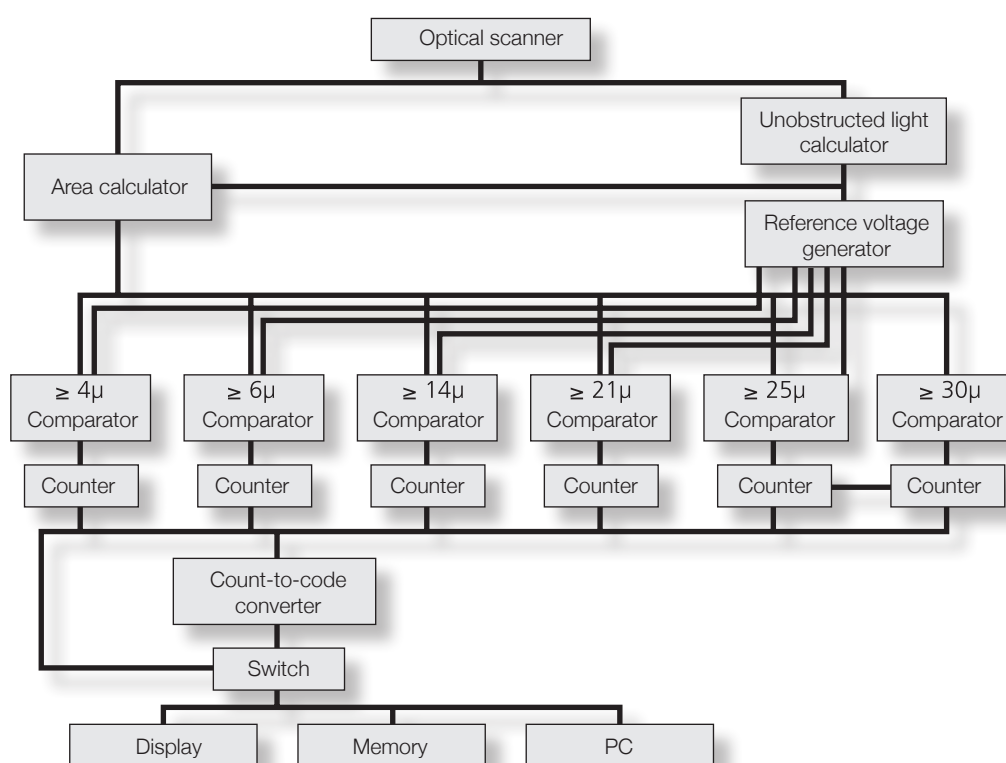 Optical scanner
Unobstructed light
calculator
Area calculator
Reference voltage
generator
≥ 4µ
Comparator
≥ 6µ
Comparator
≥ 14µ
Comparator
≥ 21µ
Comparator
≥ 25µ
Comparator
≥ 30µ
Comparator
Counter
Counter
Counter
Counter
Counter
Counter
Count-to-code
converter
Switch
Display
Memory
PC